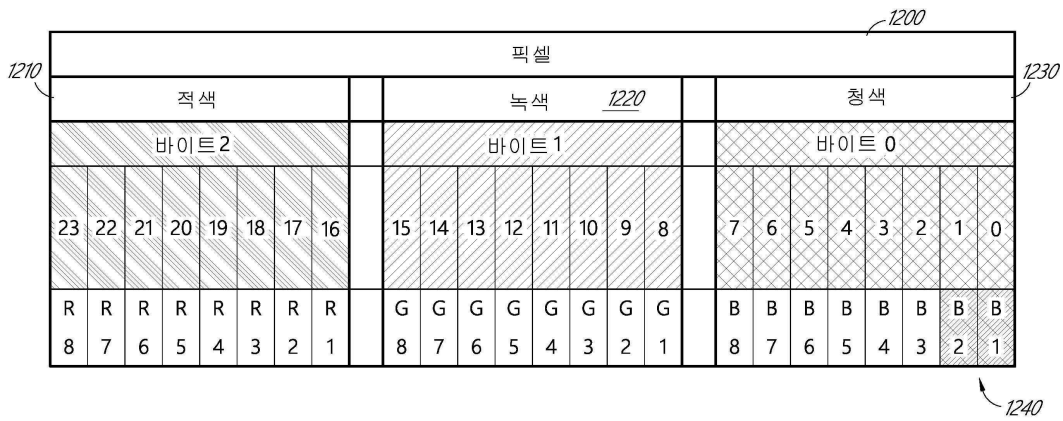 1200
픽셀
1210
1230
적색
녹색 1220
청색
바이트2 바이트1 바이트 0
23 22 21 20 19 18 17 16 15 14 13 12 11 10 9 8 7 6 5 4 3 2 1 0
R R R R R R R R G G G G G G G G B B B B B B B B
8 7 6 5 4 3 2 1 8 7 6 5 4 3 2 1 8 7 6 5 4 3 2 1
1240